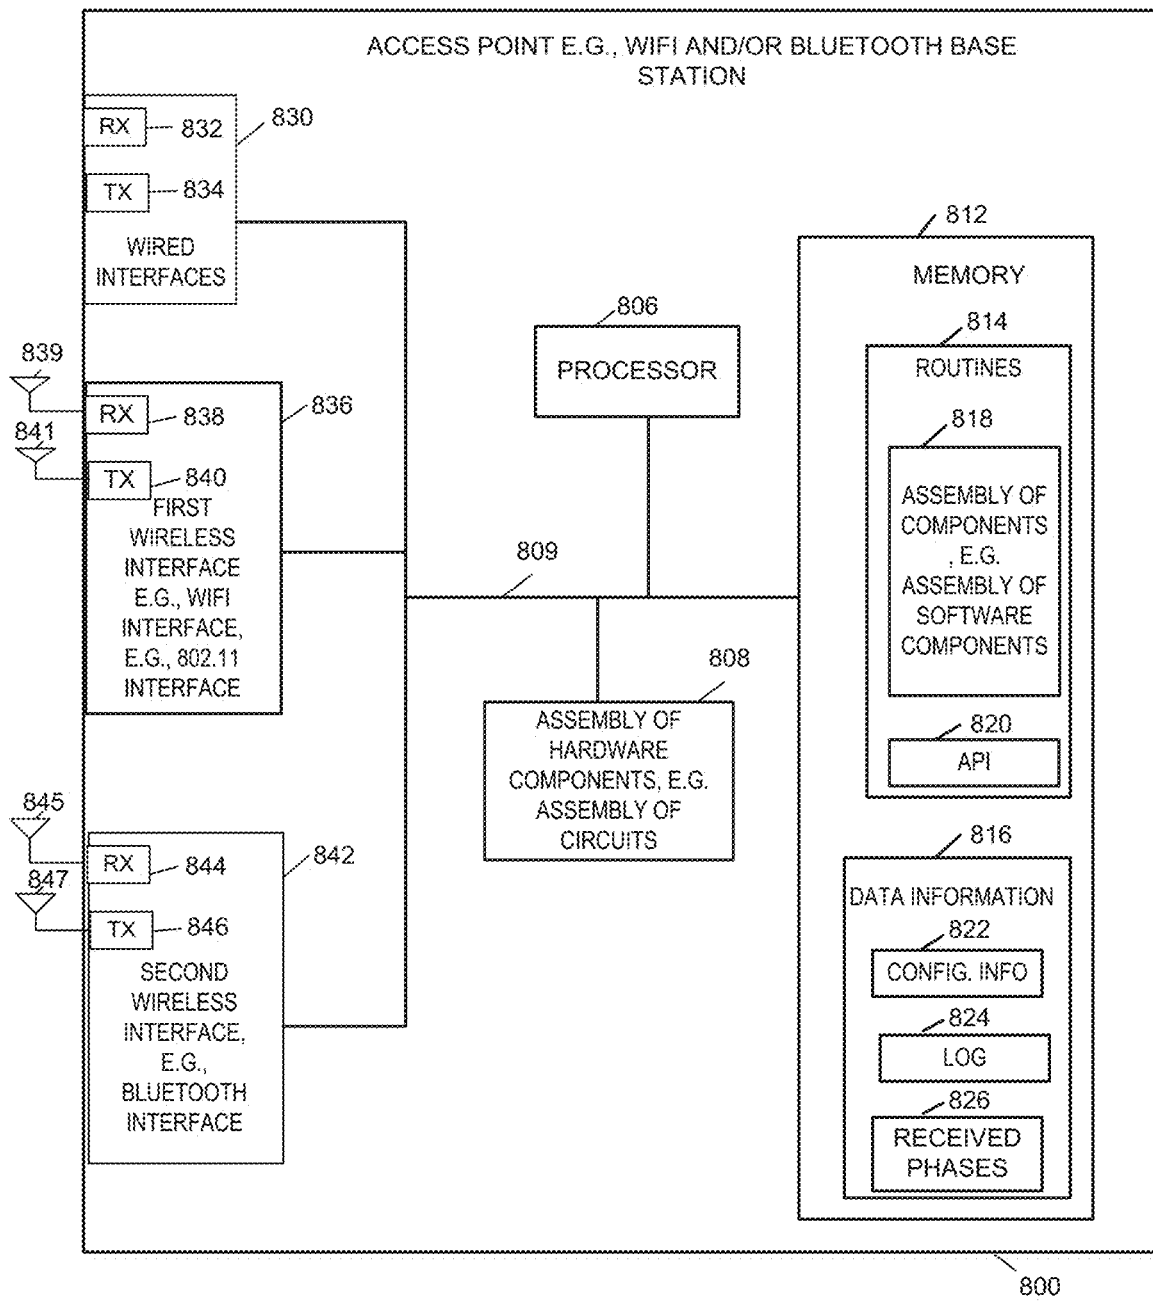 ACCESS POINT E.G., WIFI AND/OR BLUETOOTH BASE
STATION
RX
832
830
TX
834
WIRED
INTERFACES
839
RX
838
836
841
TX
840
FIRST
WIRELESS
INTERFACE
E.G., WIFI
INTERFACE,
E.G., 802.11
INTERFACE
845
RX
844
842
847
TX
846
SECOND
WIRELESS
INTERFACE,
E.G.,
BLUETOOTH
INTERFACE
806
PROCESSOR
809
808
ASSEMBLY OF
HARDWARE
COMPONENTS, E.G.
ASSEMBLY OF
CIRCUITS
812
MEMORY
814
ROUTINES
818
ASSEMBLY OF
COMPONENTS
, E.G.
ASSEMBLY OF
SOFTWARE
COMPONENTS
820
API
816
DATA INFORMATION
822
CONFIG. INFO
824
LOG
826
RECEIVED
PHASES
800